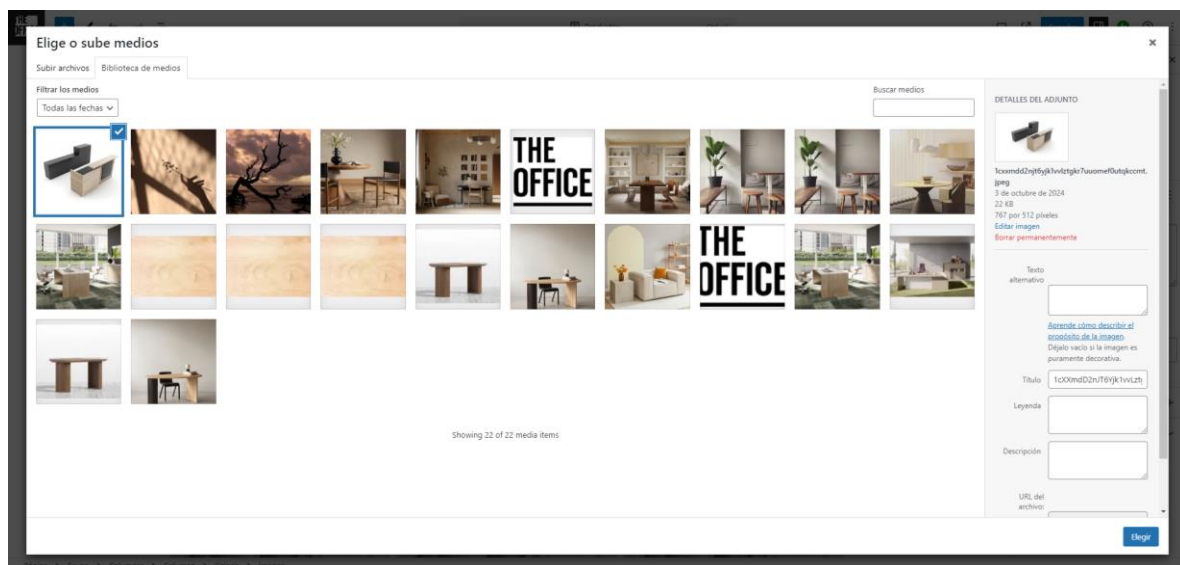 THE
Elige o sube medios
Subir archivos
Biblioteca de medios
Filtrar los medios
Buscar medios
Todas las fechas
THE
OFFICE
THE
OFFICE
Showing 22 of 22 media items
DETALLES DEL ADJUNTO
jpeg
3 de octubre de 2024
22 KB
767 por 512 píxeles
Editar imagen
Borrar permanentemente
Texto
alternativo
Aprende cómo describir el
propósito de la imagen.
Déjalo vacío si la imagen es
puramente decorativa.
Título
Leyenda
Descripción
URL del
archivo:
Elegir